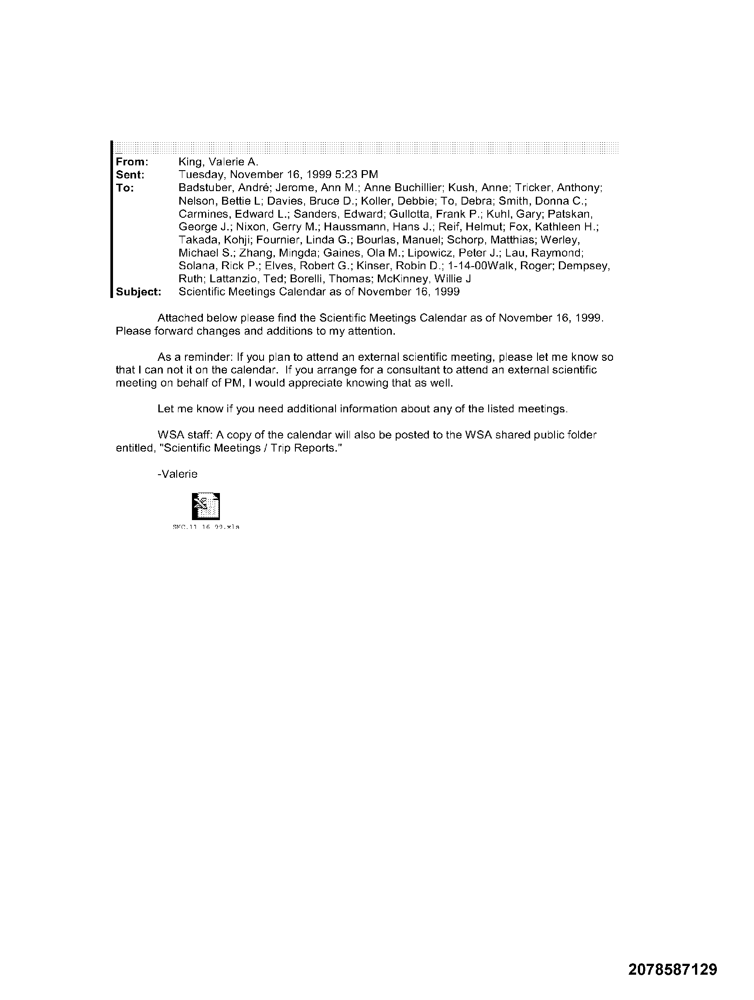 From: King, Valerie A.
Sent: Tuesday, November 16, 1999 5:23 PM
To: Badstuber, André; Jerome, Ann M.; Anne Buchillier; Kush, Anne; Tricker, Anthony;
Nelson, Bettie L; Davies, Bruce D.; Koller, Debbie; To, Debra; Smith, Donna C.;
Carmines, Edward L.; Sanders, Edward; Gullotta, Frank P.; Kuhl, Gary; Patskan,
George J.; Nixon, Gerry M.; Haussmann, Hans J.; Reif, Helmut; Fox, Kathleen H.;
Takada, Kohji; Fournier, Linda G.; Bourlas, Manuel; Schorp, Matthias; Werley,
Michael S.; Zhang, Mingda; Gaines, Ola M.; Lipowicz, Peter J.; Lau, Raymond;
Solana, Rick P.; Elves, Robert G.; Kinser, Robin D.; 1-14-00Walk, Roger; Dempsey,
Ruth; Lattanzio, Ted; Borelli, Thomas; McKinney, Willie J
Subject: Scientific Meetings Calendar as of November 16, 1999
Attached below please find the Scientific Meetings Calendar as of November 16, 1999.
Please forward changes and additions to my attention.
As a reminder: If you plan to attend an external scientific meeting, please let me know so
that I can not it on the calendar. If you arrange for a consultant to attend an external scientific
meeting on behalf of PM, I would appreciate knowing that as well.
Let me know if you need additional information about any of the listed meetings.
WSA staff: A copy of the calendar will also be posted to the WSA shared public folder
entitled, "Scientific Meetings / Trip Reports."
-Valerie
SMC.11 16 99.xls
2078587129